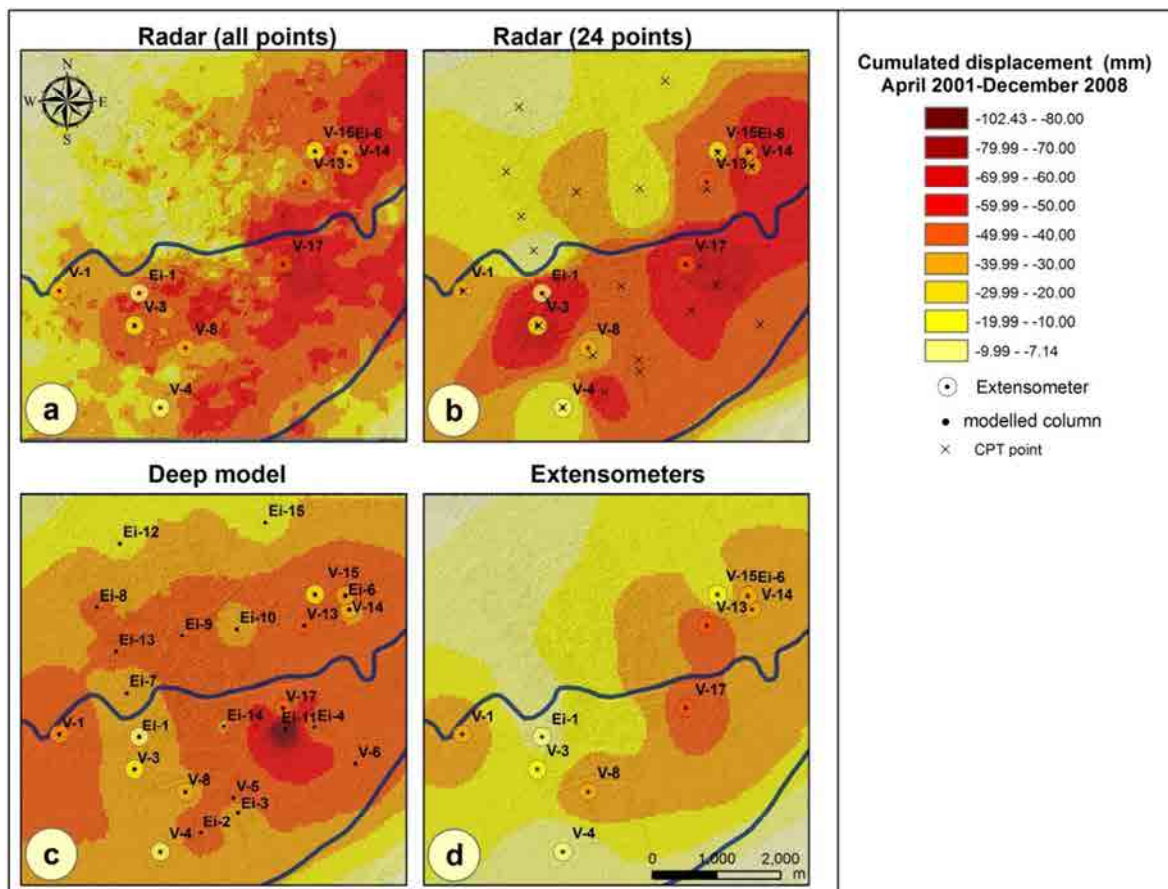 Radar (all points)
Radar (24 points)
N
W E
S
V-15 Ei-6
V-13 V-14
V-17
V-1 Ei-1
V-3
V-8
V-4
a
V-15 Ei-6
V-13 V-14
V-17
V-1 Ei-1
V-3
V-8
V-4
b
Deep model
Extensometers
Ei-15
Ei-12
V-15
Ei-8 Ei-6
Ei-10 V-14
Ei-9 V-13
Ei-13
Ei-7
V-17
V-1 Ei-1 Ei-14 Ei-11 Ei-4
V-3 V-6
V-8 V-5
Ei-3
Ei-2
V-4
c
V-15 Ei-6
V-13 V-14
V-17
V-1 Ei-1
V-3
V-8
V-4
d
0 1,000 2,000
m
Cumulated displacement (mm)
April 2001-December 2008
-102.43 - -80.00
-79.99 - -70.00
-69.99 - -60.00
-59.99 - -50.00
-49.99 - -40.00
-39.99 - -30.00
-29.99 - -20.00
-19.99 - -10.00
-9.99 - -7.14
Extensometer
modelled column
CPT point